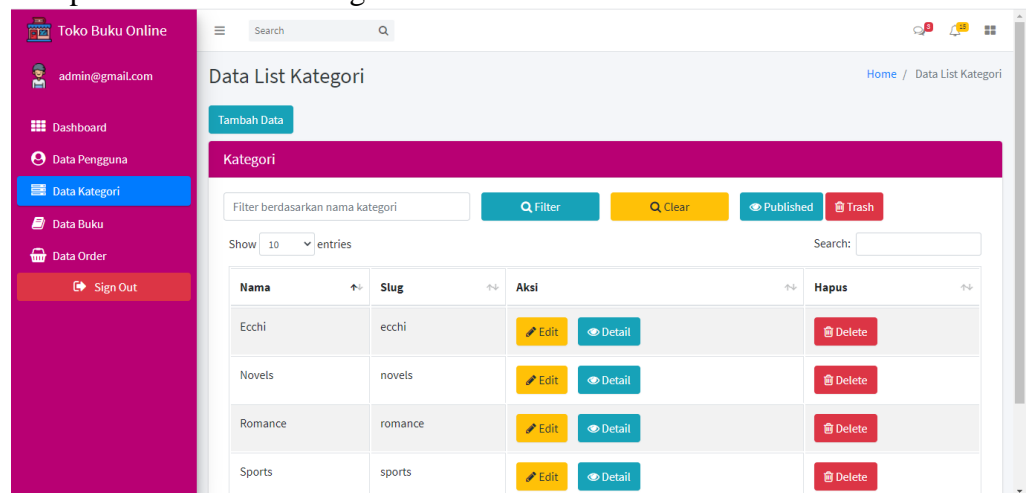 Toko Buku Online
Search
3
15
admin@gmail.com
Data List Kategori
Home / Data List Kategori
Tambah Data
Dashboard
Data Pengguna
Data Kategori
Data Buku
Data Order
Sign Out
Kategori
Filter berdasarkan nama kategori
Filter
Clear
Published
Trash
Show 10 entries
Search:
Nama Slug Aksi Hapus
Ecchi ecchi Edit Detail Delete
Novels novels Edit Detail Delete
Romance romance Edit Detail Delete
Sports sports Edit Detail Delete